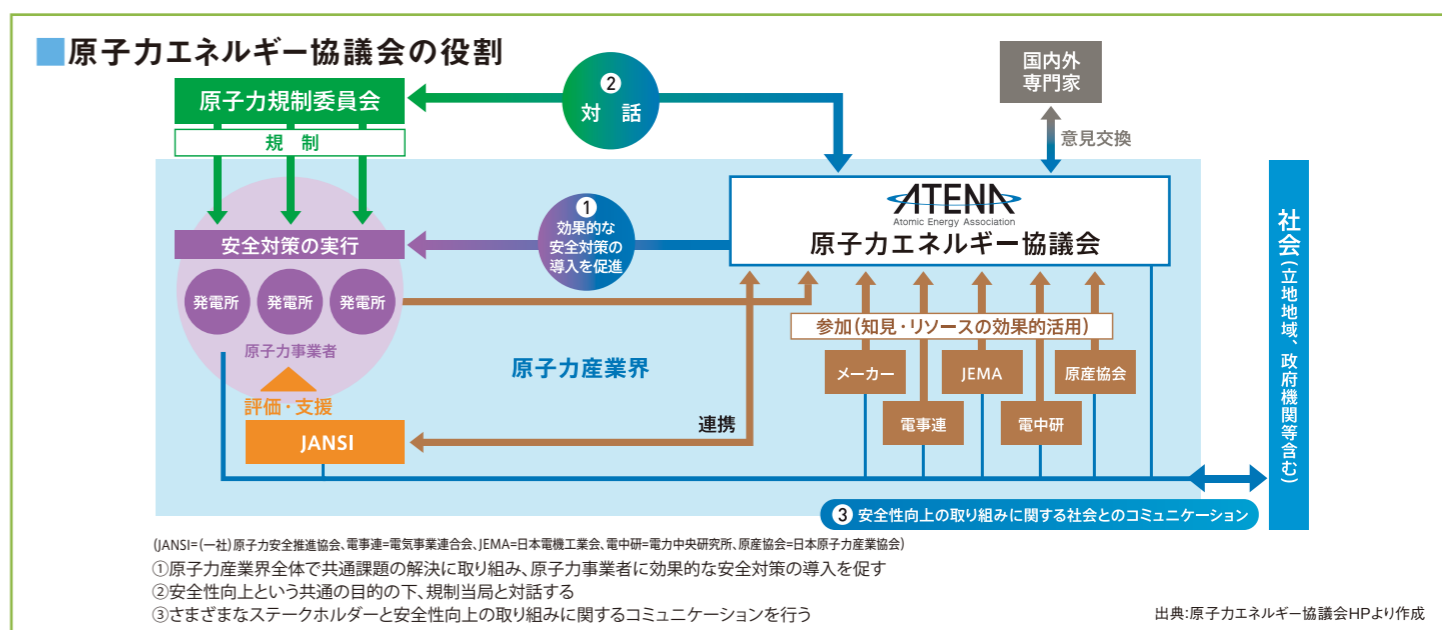 ■原子力エネルギー協議会の役割
原子力規制委員会
規 制
②
対 話
国内外
専門家
意見交換
ATENA
Atomic Energy Association
原子力エネルギー協議会
①
効果的な
安全対策の
導入を促進
安全対策の実行
発電所 発電所 発電所
原子力事業者
評価・支援
JANSI
原子力産業界
連携
参加(知見・リソースの効果的活用)
メーカー JEMA 原産協会
電事連 電中研
社会(立地地域、政府機関等含む)
③ 安全性向上の取り組みに関する社会とのコミュニケーション
(JANSI=(一社)原子力安全推進協会、電事連=電気事業連合会、JEMA=日本電機工業会、電中研=電力中央研究所、原産協会=日本原子力産業協会)
①原子力産業界全体で共通課題の解決に取り組み、原子力事業者に効果的な安全対策の導入を促す
②安全性向上という共通の目的の下、規制当局と対話する
③さまざまなステークホルダーと安全性向上の取り組みに関するコミュニケーションを行う
出典:原子力エネルギー協議会HPより作成